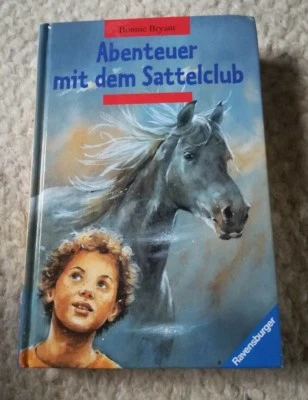 Bonnie Bryant
Abenteuer
mit dem Sattelclub
Ravensburger